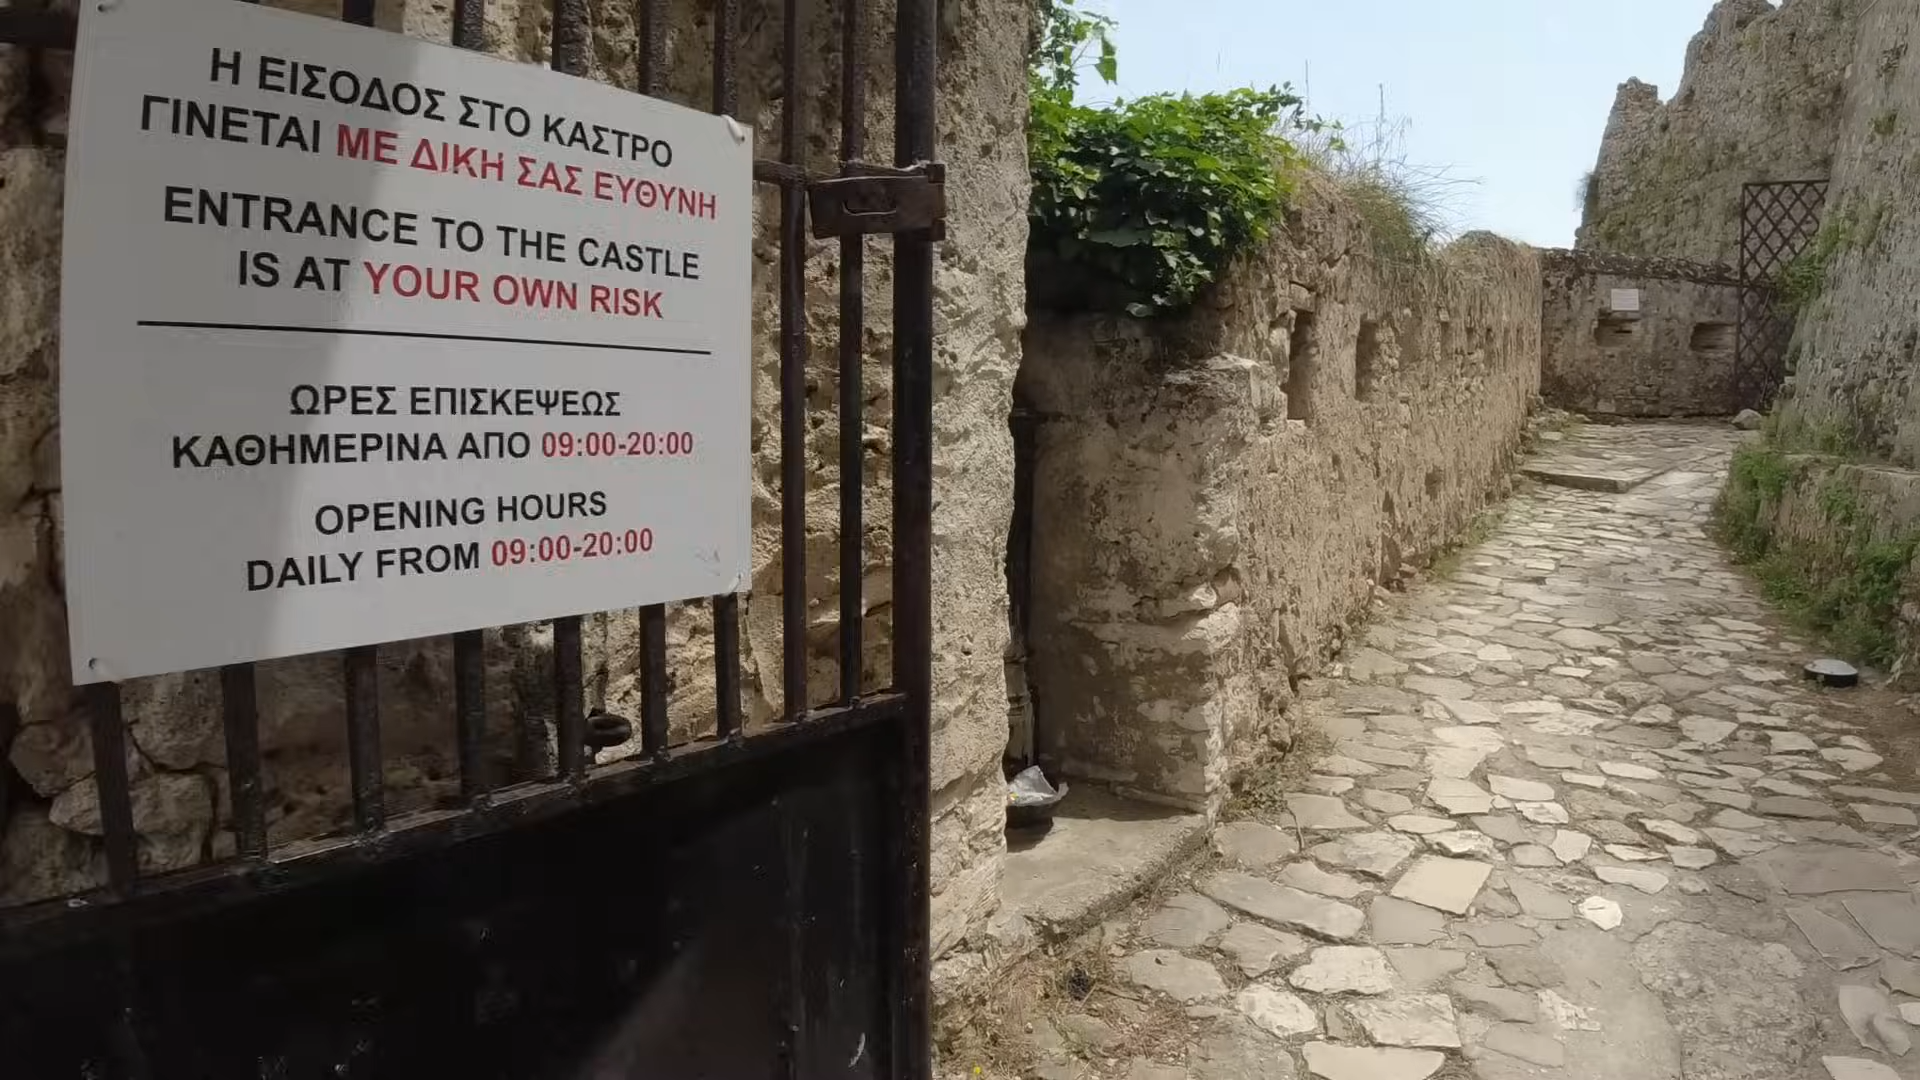 Η ΕΙΣΟΔΟΣ ΣΤΟ ΚΑΣΤΡΟ
ΓΙΝΕΤΑΙ ΜΕ ΔΙΚΗ ΣΑΣ ΕΥΘΥΝΗ
ENTRANCE TO THE CASTLE
IS AT YOUR OWN RISK
ΩΡΕΣ ΕΠΙΣΚΕΨΕΩΣ
ΚΑΘΗΜΕΡΙΝΑ ΑΠΟ 09:00-20:00
OPENING HOURS
DAILY FROM 09:00-20:00